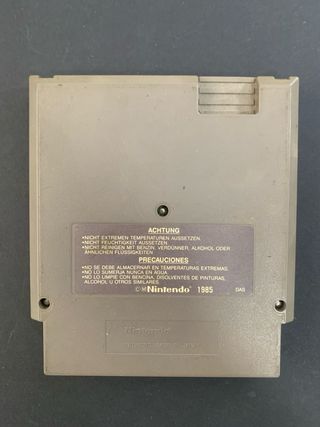 ACHTUNG
•NICHT EXTREMEN TEMPERATUREN AUSSETZEN.
•NICHT FEUCHTIGKEIT AUSSETZEN.
•NICHT REINIGEN MIT BENZIN, VERDÜNNER, ALKOHOL ODER
ÄHNLICHEN FLÜSSIGKEITEN
PRECAUCIONES
•NO SE DEBE ALMACERNAR EN TEMPERATURAS EXTREMAS.
•NO LO SUMERJA NUNCA EN AGUA.
•NO LO LIMPIE CON BENCINA, DISOLVENTES DE PINTURAS,
ALCOHOL U OTROS SIMILARES.
Nintendo 1985
Nintendo